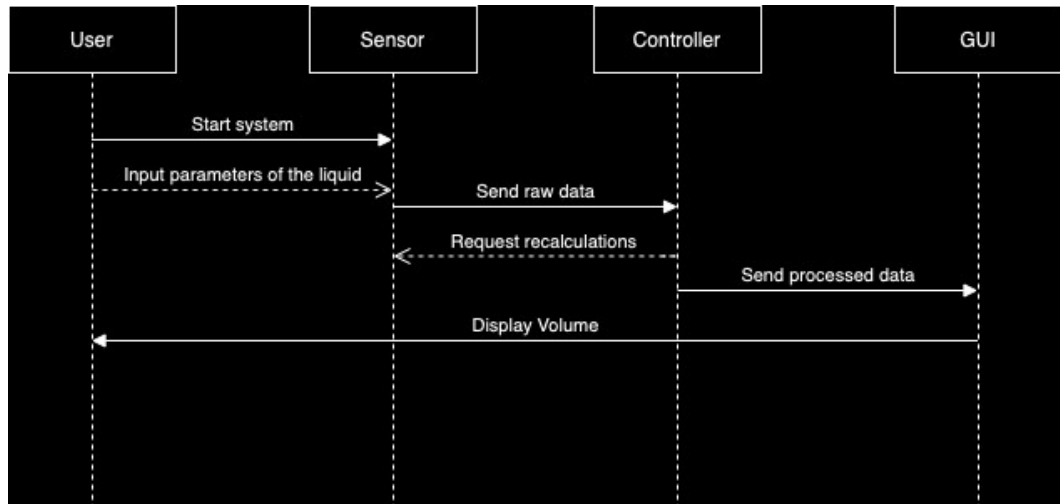 User
Sensor
Controller
GUI
Start system
Input parameters of the liquid
Send raw data
Request recalculations
Send processed data
Display Volume